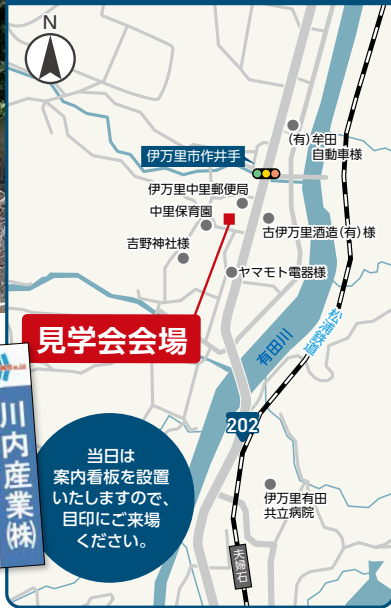 N
(有)牟田
自動車様
伊万里市作井手
伊万里中里郵便局
中里保育園
古伊万里酒造(有)様
吉野神社様
ヤマモト電器様
見学会会場
有田川
松浦鉄道
川内産業㈱
202
当日は
案内看板を設置
いたしますので、
目印にご来場
ください。
伊万里有田
共立病院
夫婦石